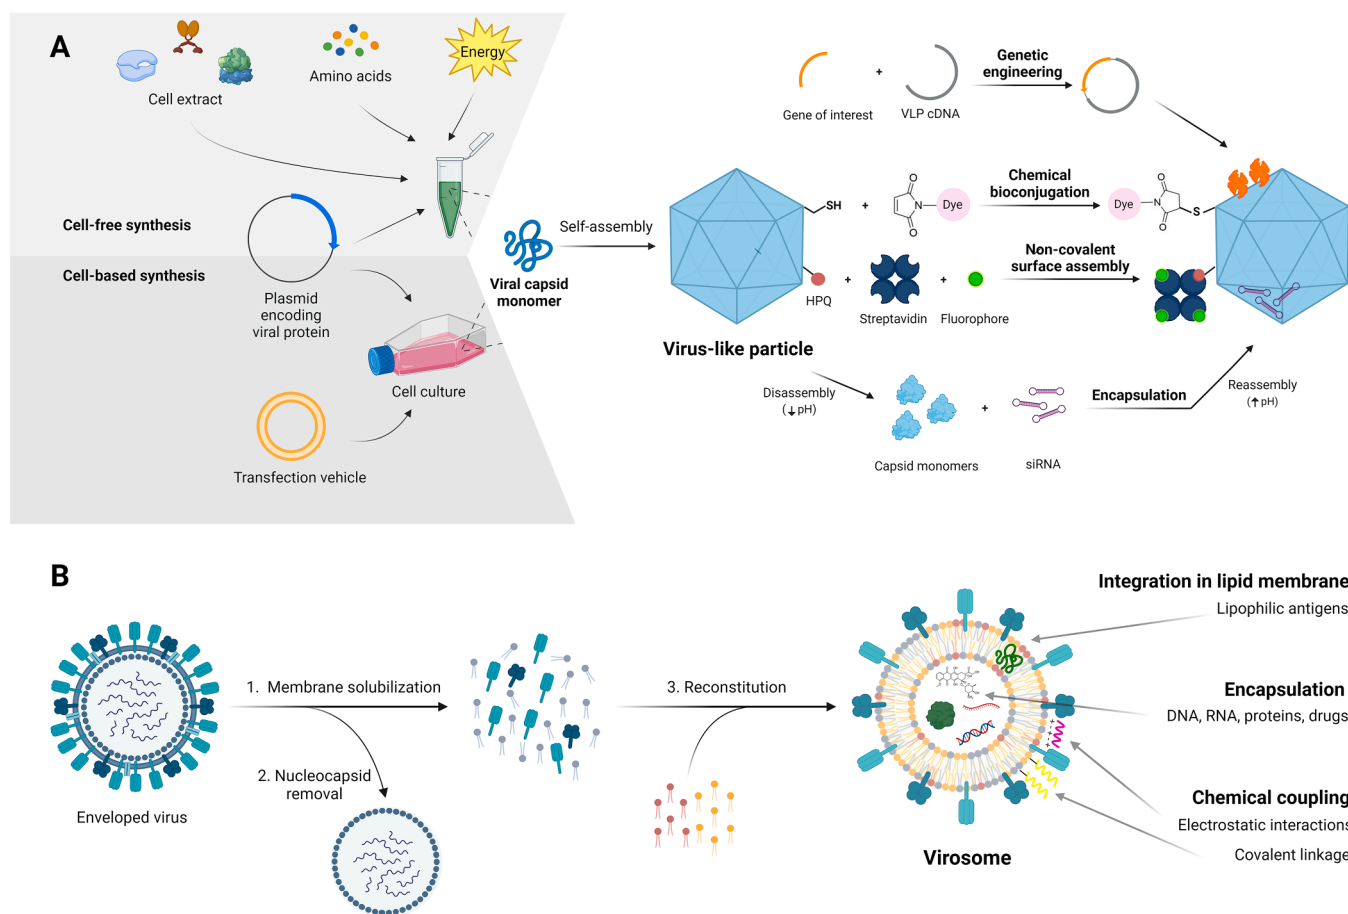 A
Cell extract
Amino acids
Energy
Cell-free synthesis
Cell-based synthesis
Plasmid
encoding
viral protein
Cell culture
Transfection vehicle
Viral capsid
monomer
Self-assembly
Virus-like particle
Gene of interest
+
VLP cDNA
Genetic
engineering
SH
+
O
N
O
Dye
Chemical
bioconjugation
Dye
N
O
O
S
HPQ
+
Streptavidin
+
Fluorophore
Non-covalent
surface assembly
Disassembly
(↓ pH)
Capsid monomers
+
siRNA
Encapsulation
Reassembly
(↑ pH)
B
Enveloped virus
1. Membrane solubilization
2. Nucleocapsid
removal
3. Reconstitution
Virosome
Integration in lipid membrane
Lipophilic antigens
Encapsulation
DNA, RNA, proteins, drugs
Chemical coupling
Electrostatic interactions
Covalent linkage